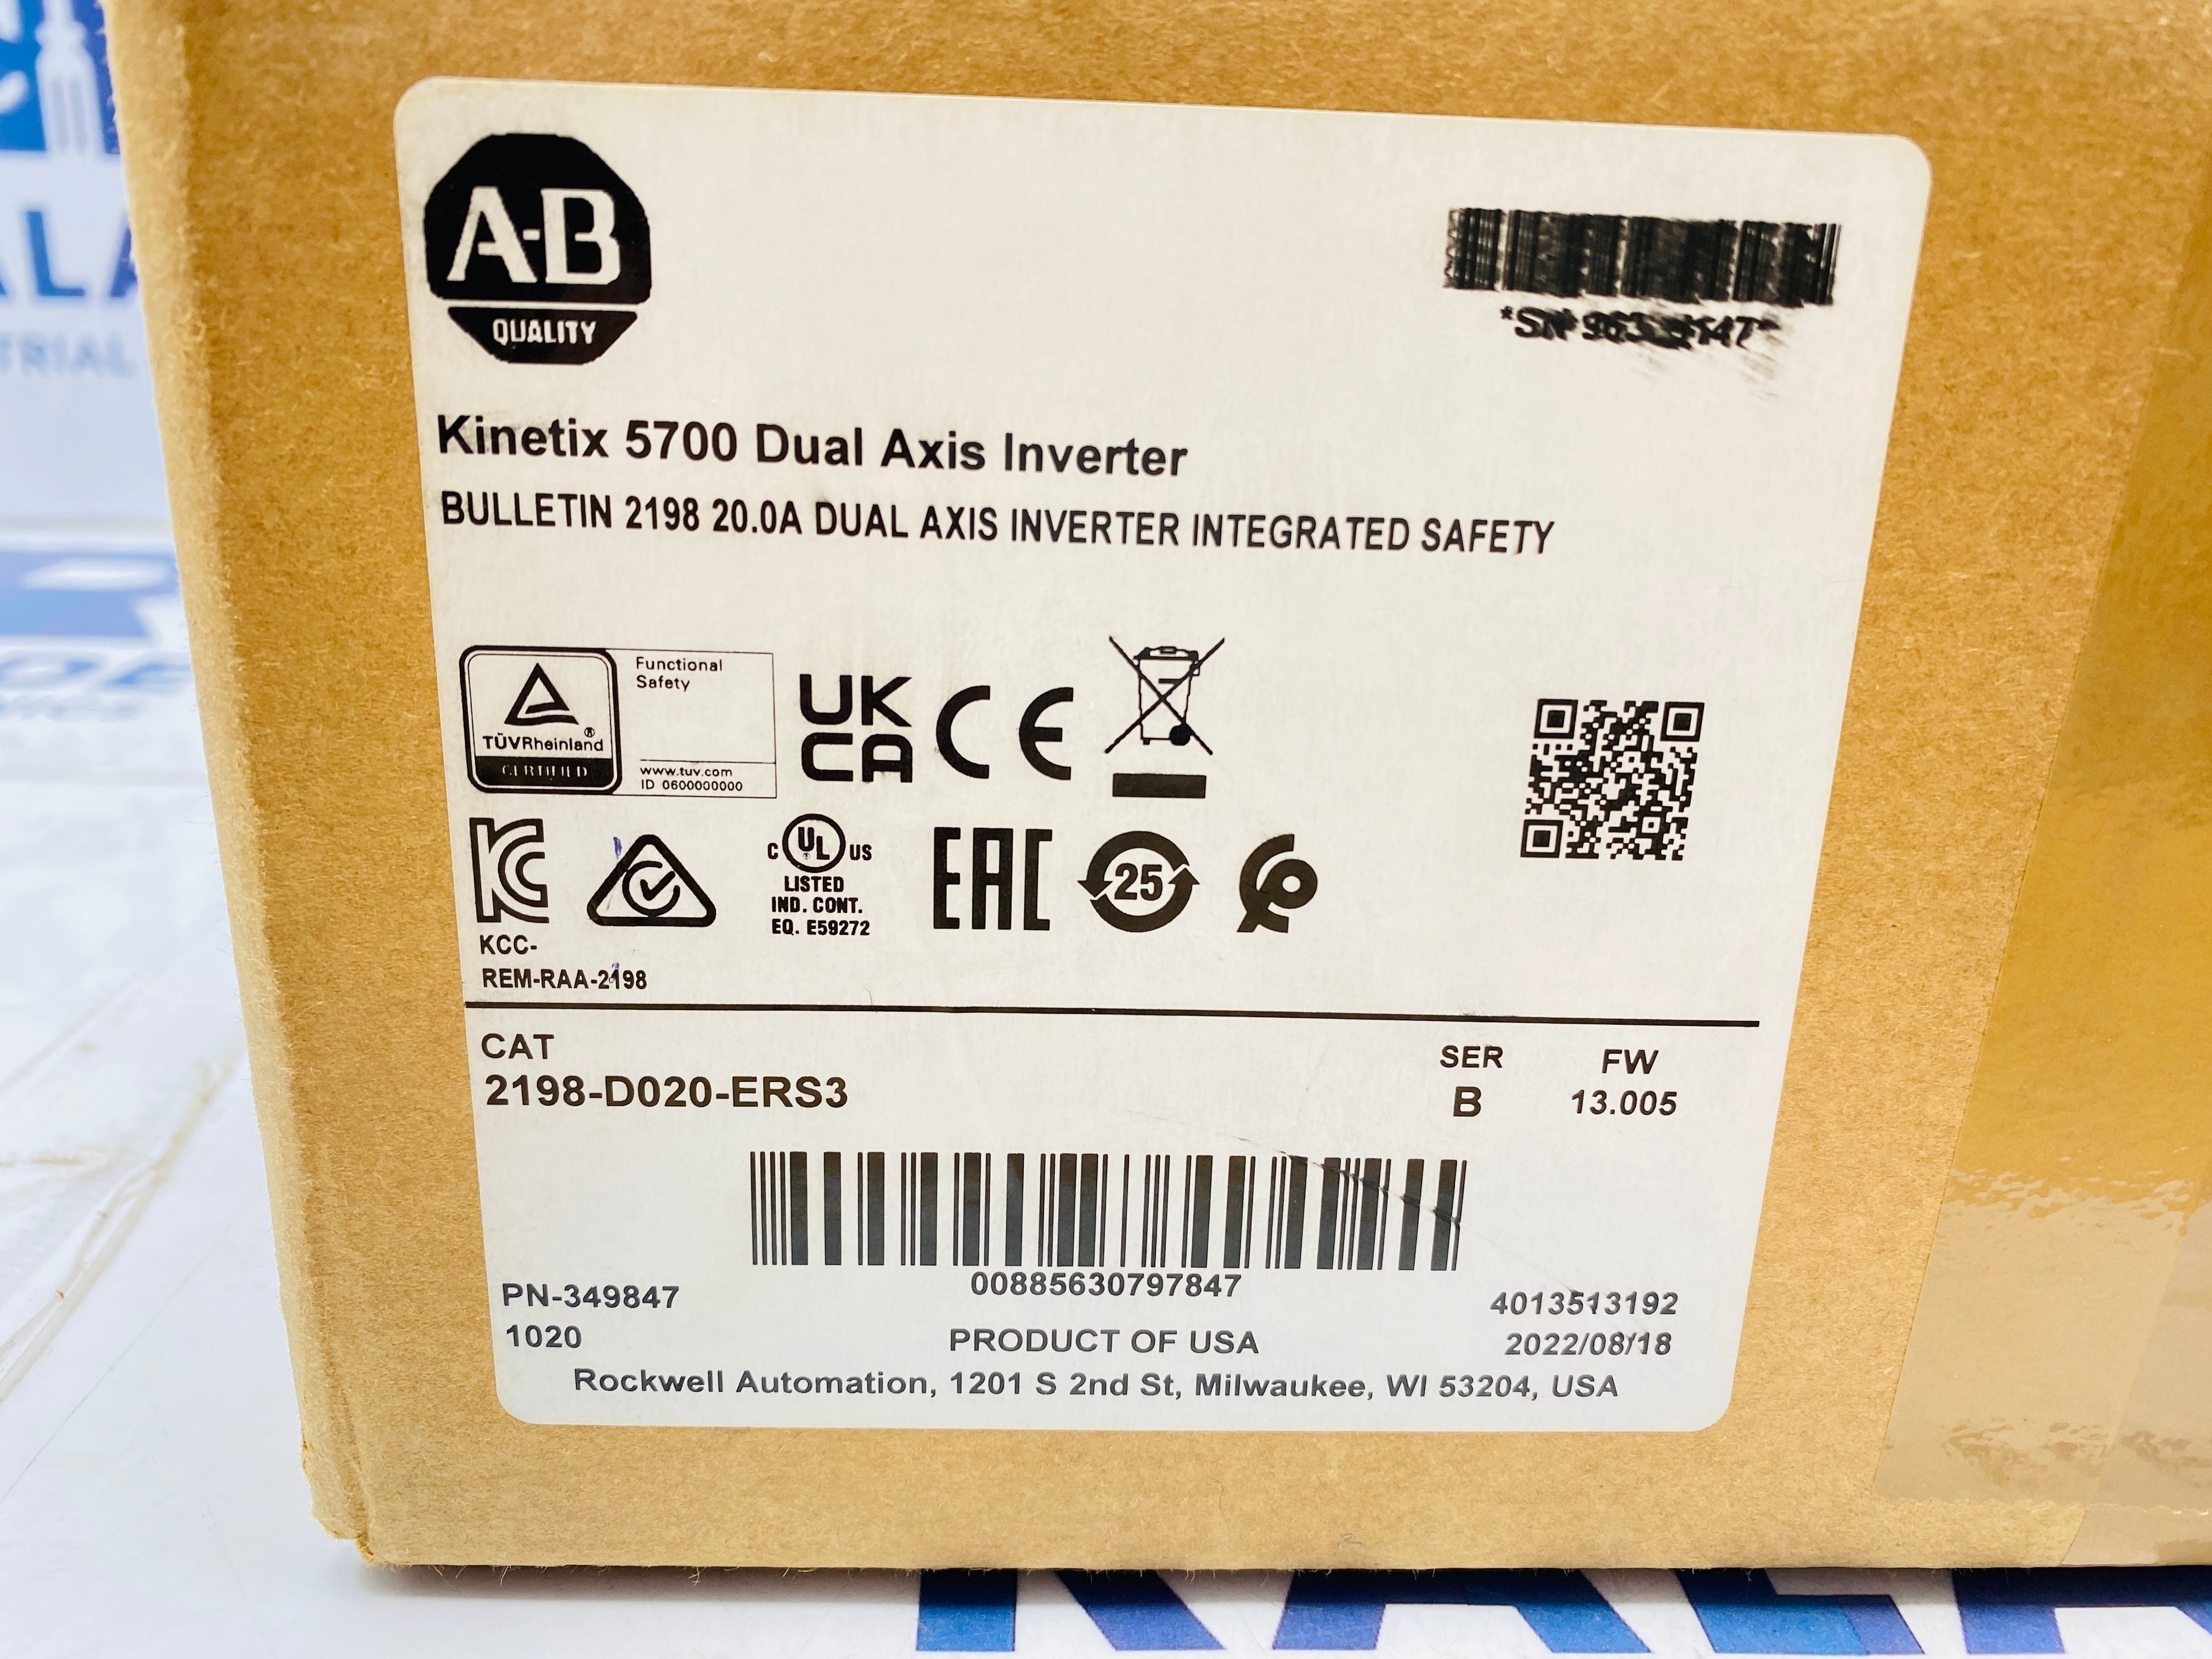 A-B
QUALITY
Kinetix 5700 Dual Axis Inverter
BULLETIN 2198 20.0A DUAL AXIS INVERTER INTEGRATED SAFETY
Functional
Safety
TÜVRheinland®
CERTIFIED
www.tuv.com
ID 0600000000
UK
CA
CE
KC
C UL US
LISTED
IND. CONT.
EQ. E59272
EAC
25
KCC-
REM-RAA-2198
CAT
2198-D020-ERS3
SER
B
FW
13.005
00885630797847
PN-349847
1020
PRODUCT OF USA
4013513192
2022/08/18
Rockwell Automation, 1201 S 2nd St, Milwaukee, WI 53204, USA